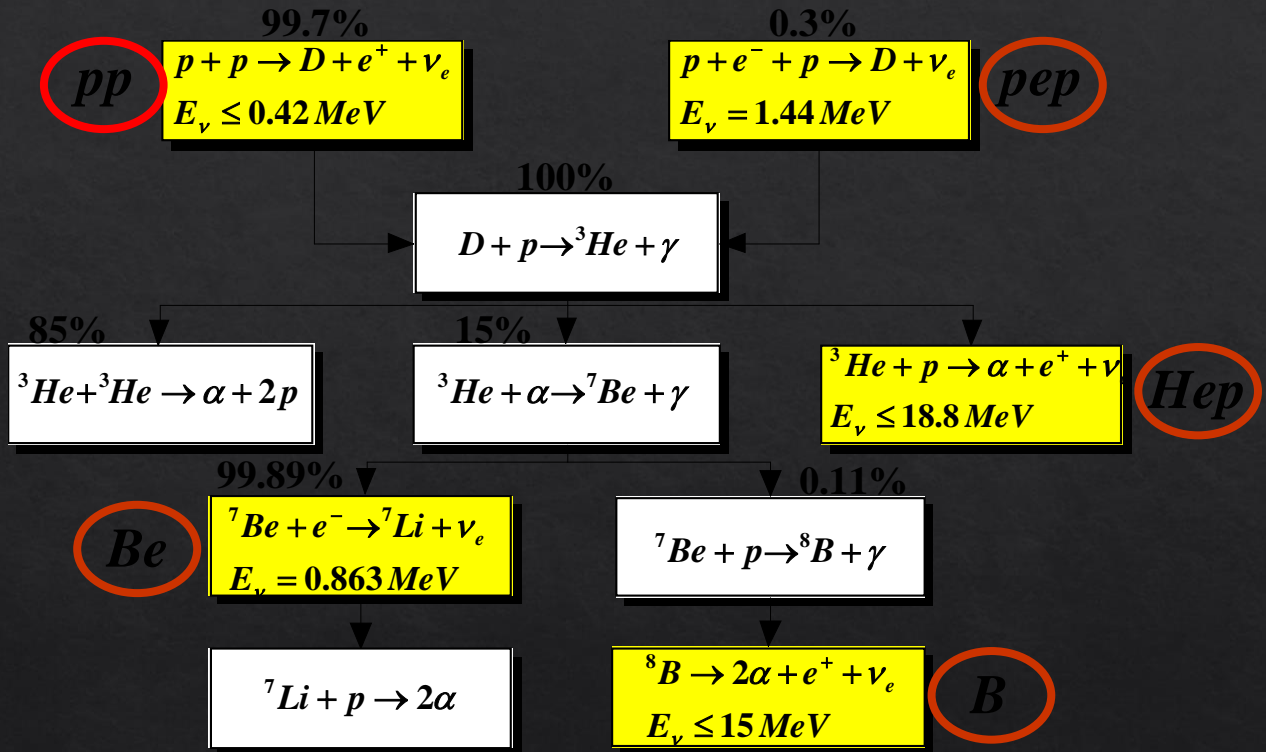 99.7%
0.3%
pp
p + p → D + e⁺ + νₑ
E_ν ≤ 0.42 MeV
p + e⁻ + p → D + νₑ
E_ν = 1.44 MeV
pep
100%
D + p → ³He + γ
85%
15%
³He+³He → α + 2p
³He + α → ⁷Be + γ
³He + p → α + e⁺ + ν
E_ν ≤ 18.8 MeV
Hep
99.89%
0.11%
Be
⁷Be + e⁻ → ⁷Li + νₑ
E_ν = 0.863 MeV
⁷Be + p → ⁸B + γ
⁷Li + p → 2α
⁸B → 2α + e⁺ + νₑ
E_ν ≤ 15 MeV
B